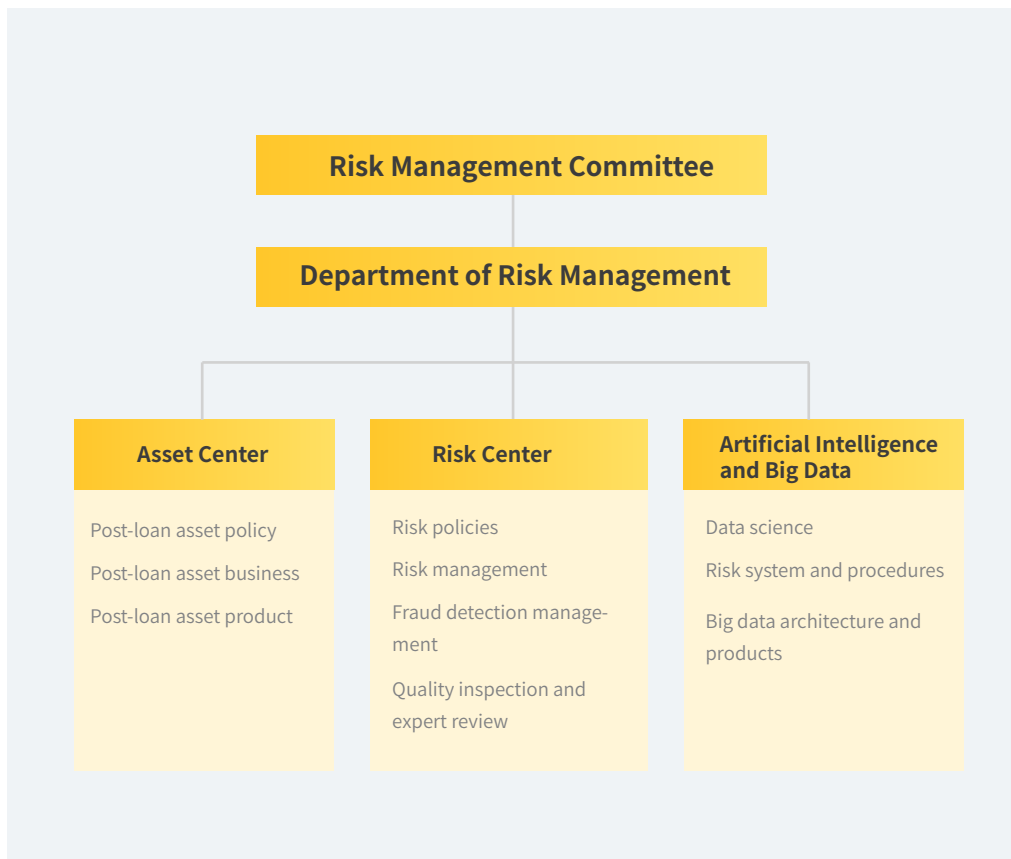 Risk Management Committee
Department of Risk Management
Asset Center
Post-loan asset policy
Post-loan asset business
Post-loan asset product
Risk Center
Risk policies
Risk management
Fraud detection manage-
ment
Quality inspection and
expert review
Artificial Intelligence
and Big Data
Data science
Risk system and procedures
Big data architecture and
products